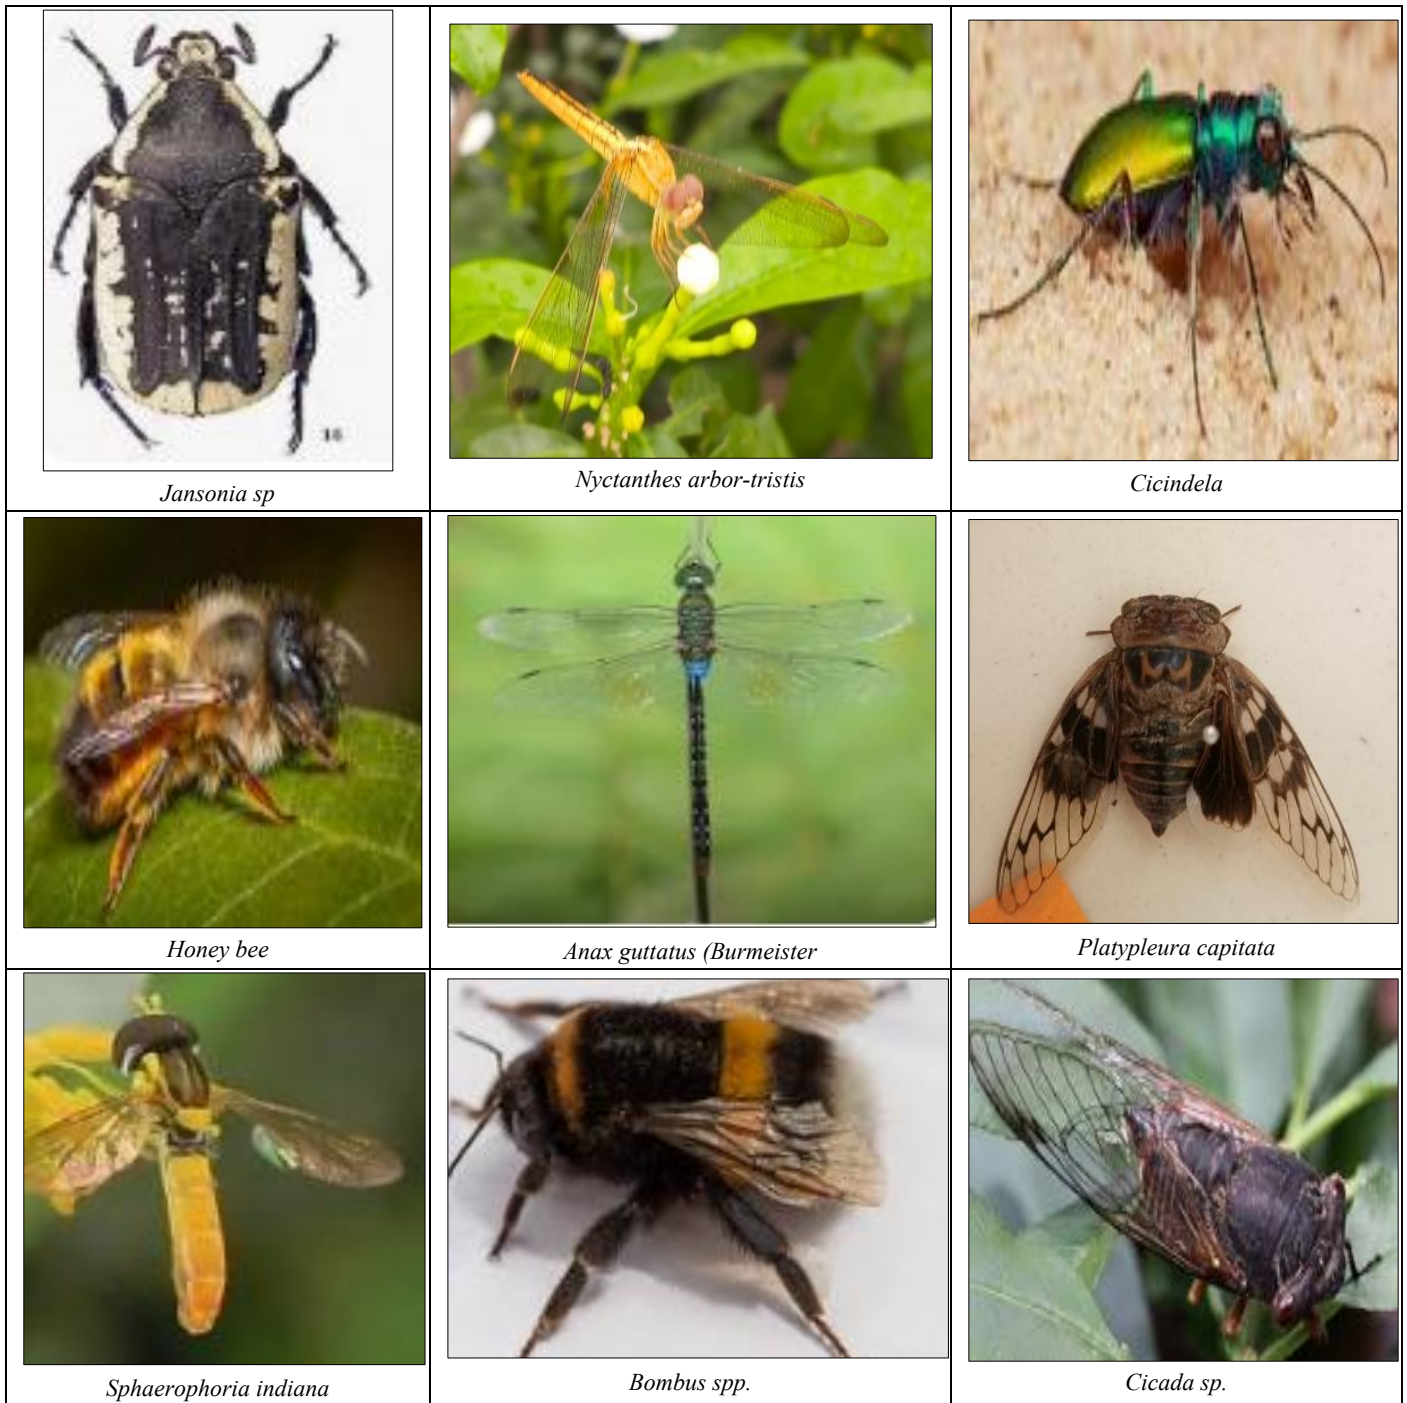 16
Jansonia sp
Nyctanthes arbor-tristis
Cicindela
Honey bee
Anax guttatus (Burmeister
Platypleura capitata
Sphaerophoria indiana
Bombus spp.
Cicada sp.